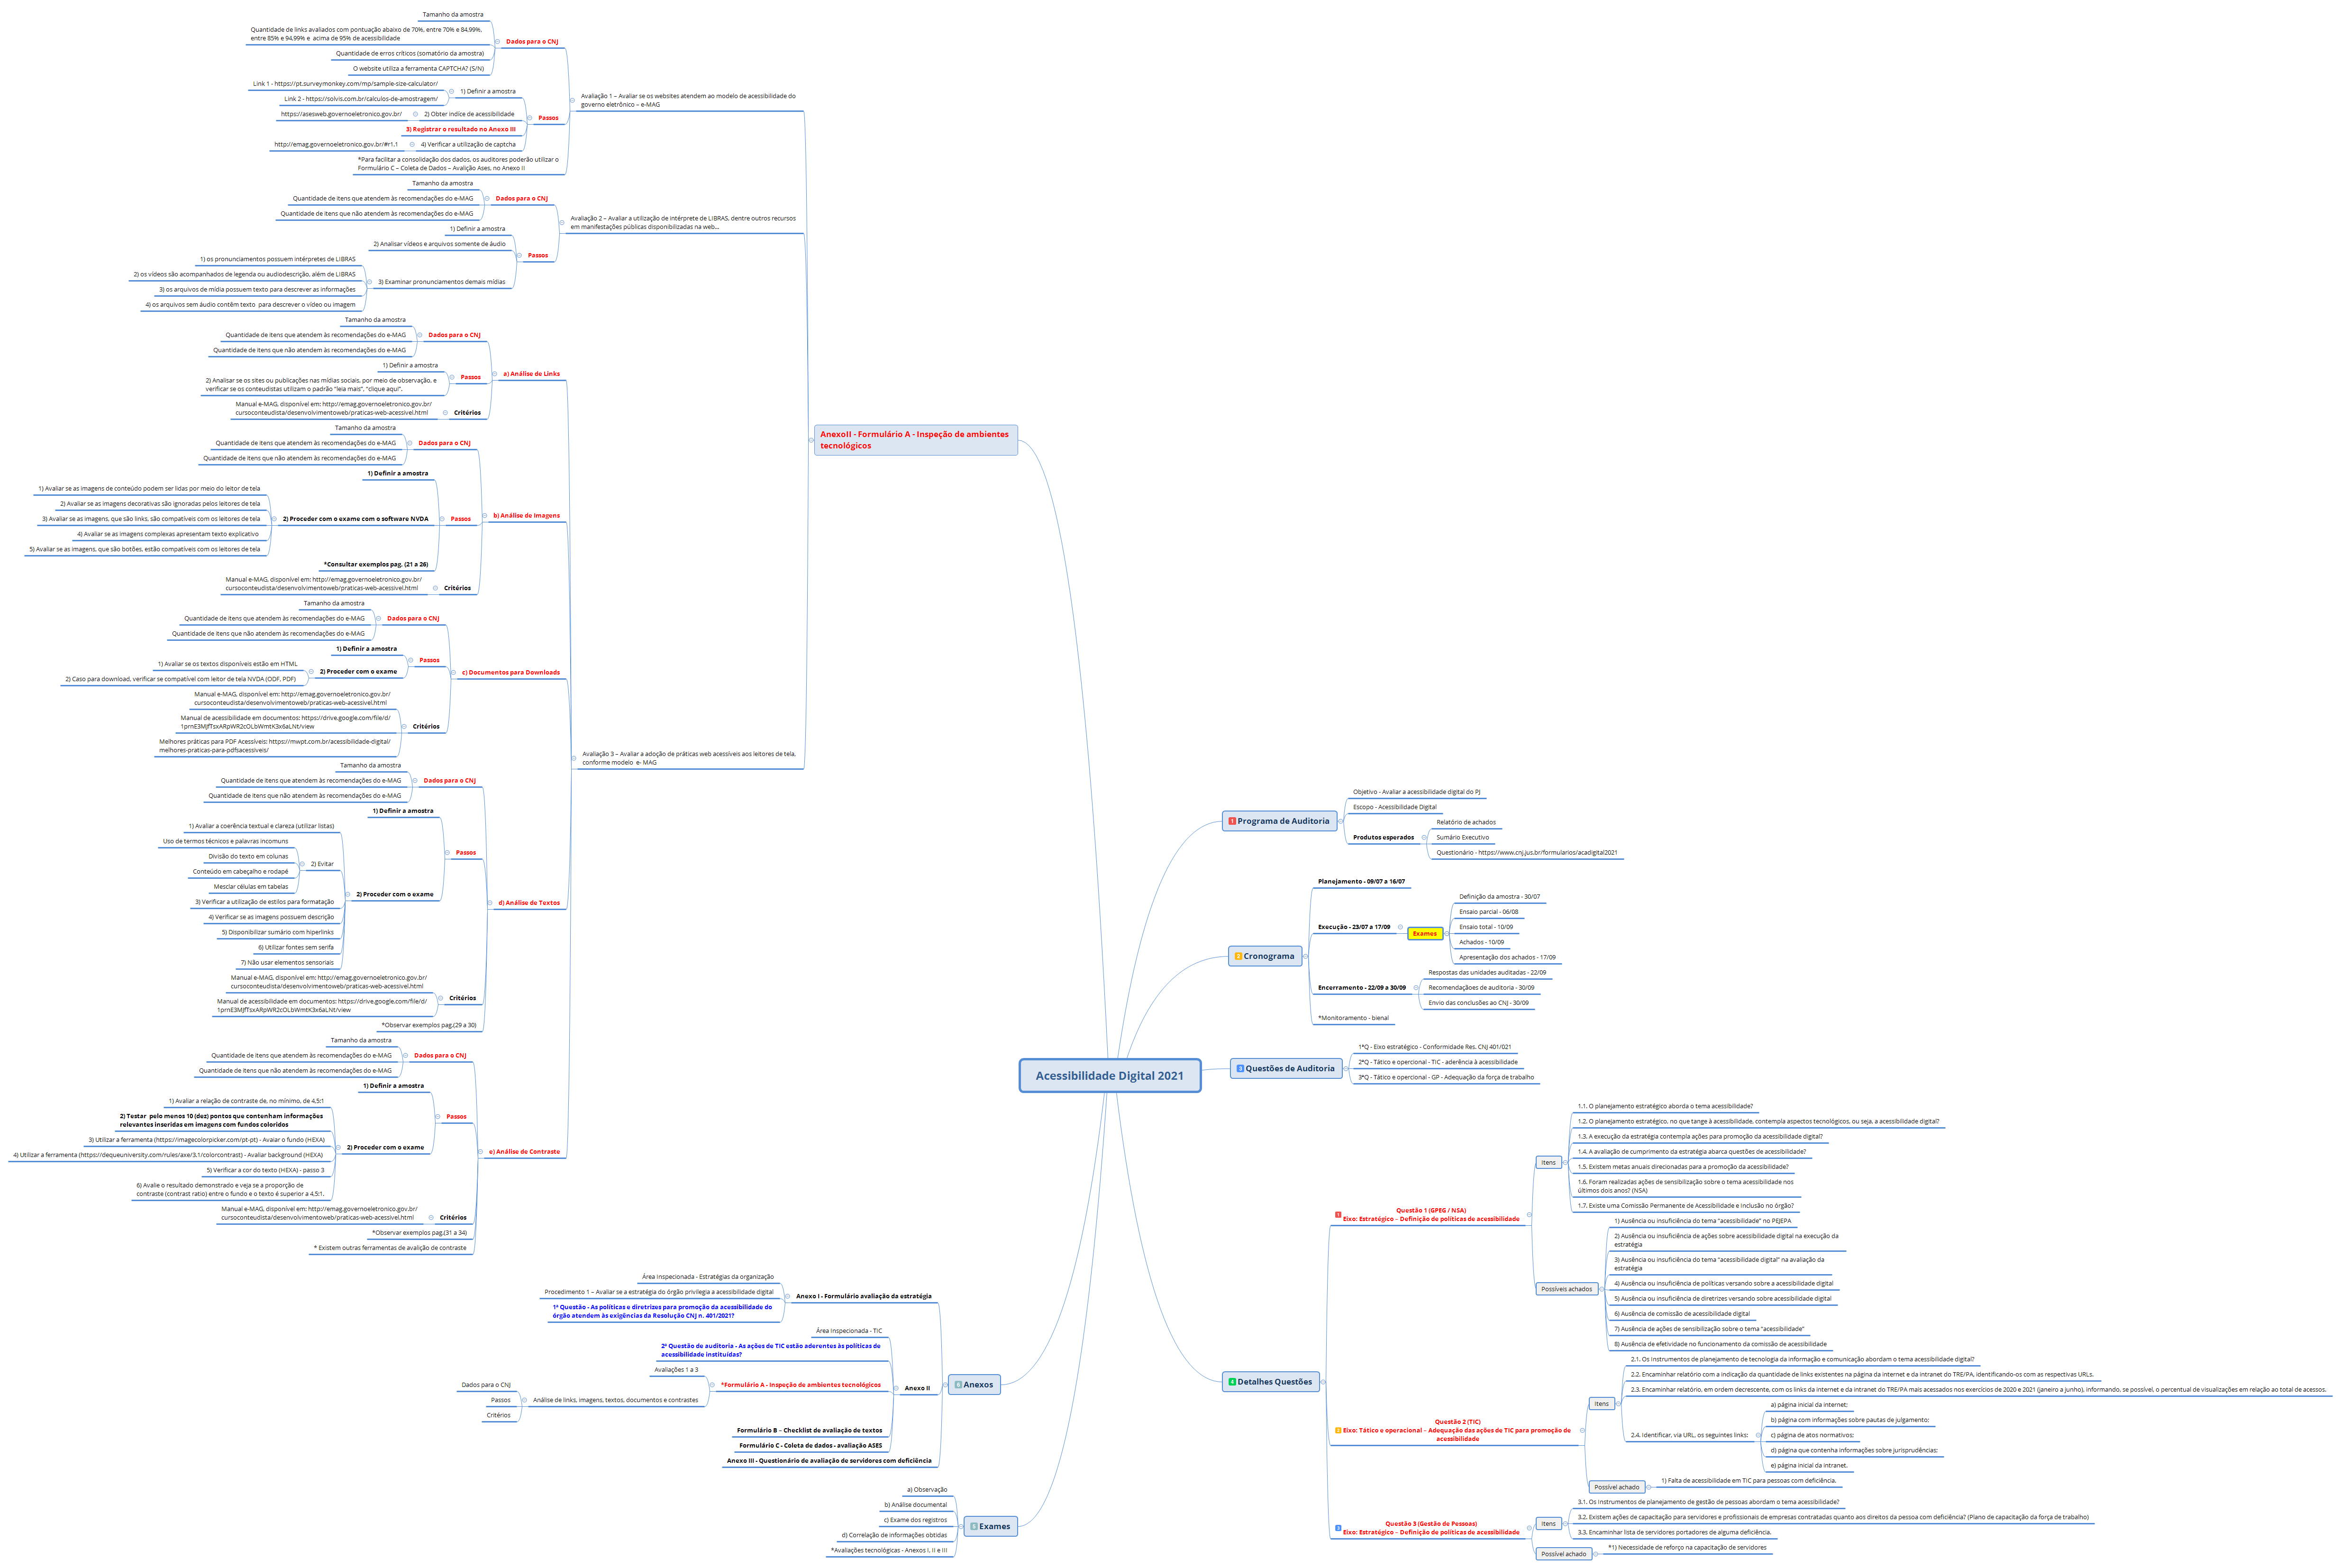 Acessibilidade Digital 2021
Programa de Auditoria
Objetivo - Avaliar a acessibilidade digital do PJ
Escopo - Acessibilidade Digital
Produtos esperados
Relatório de achados
Sumário Executivo
Questionário - https://www.cnj.jus.br/formularios/acadigital2021
Cronograma
Planejamento - 09/07 a 16/07
Execução - 23/07 a 17/09
Exames
Definição da amostra - 30/07
Ensaio parcial - 06/08
Ensaio total - 10/09
Achados - 10/09
Apresentação dos achados - 17/09
Encerramento - 22/09 a 30/09
Respostas das unidades auditadas - 22/09
Recomendaçãoes de auditoria - 30/09
Envio das conclusões ao CNJ - 30/09
*Monitoramento - bienal
Questões de Auditoria
1ªQ - Eixo estratégico - Conformidade Res. CNJ 401/021
2ªQ - Tático e opercional - TIC - aderência à acessibilidade
3ªQ - Tático e opercional - GP - Adequação da força de trabalho
Detalhes Questões
Questão 1 (GPEG / NSA)
Eixo: Estratégico – Definição de políticas de acessibilidade
Itens
1.1. O planejamento estratégico aborda o tema acessibilidade?
1.2. O planejamento estratégico, no que tange à acessibilidade, contempla aspectos tecnológicos, ou seja, a acessibilidade digital?
1.3. A execução da estratégia contempla ações para promoção da acessibilidade digital?
1.4. A avaliação de cumprimento da estratégia abarca questões de acessibilidade?
1.5. Existem metas anuais direcionadas para a promoção da acessibilidade?
1.6. Foram realizadas ações de sensibilização sobre o tema acessibilidade nos
últimos dois anos? (NSA)
1.7. Existe uma Comissão Permanente de Acessibilidade e Inclusão no órgão?
Possíveis achados
1) Ausência ou insuficiência do tema "acessibilidade" no PEJEPA
2) Ausência ou insuficiência de ações sobre acessibilidade digital na execução da
estratégia
3) Ausência ou insuficiência do tema "acessibilidade digital" na avaliação da
estratégia
4) Ausência ou insuficiência de políticas versando sobre a acessibilidade digital
5) Ausência ou insuficiência de diretrizes versando sobre acessibilidade digital
6) Ausência de comissão de acessibilidade digital
7) Ausência de ações de sensibilização sobre o tema "acessibilidade"
8) Ausência de efetividade no funcionamento da comissão de acessibilidade
Questão 2 (TIC)
Eixo: Tático e operacional – Adequação das ações de TIC para promoção de
acessibilidade
Itens
2.1. Os Instrumentos de planejamento de tecnologia da informação e comunicação abordam o tema acessibilidade digital?
2.2. Encaminhar relatório com a indicação da quantidade de links existentes na página da internet e da intranet do TRE/PA, identificando-os com as respectivas URLs.
2.3. Encaminhar relatório, em ordem decrescente, com os links da internet e da intranet do TRE/PA mais acessados nos exercícios de 2020 e 2021 (janeiro a junho), informando, se possível, o percentual de visualizações em relação ao total de acessos.
2.4. Identificar, via URL, os seguintes links:
a) página inicial da internet;
b) página com informações sobre pautas de julgamento;
c) página de atos normativos;
d) página que contenha informações sobre jurisprudências;
e) página inicial da intranet.
Possível achado
1) Falta de acessibilidade em TIC para pessoas com deficiência.
Questão 3 (Gestão de Pessoas)
Eixo: Estratégico – Definição de políticas de acessibilidade
Itens
3.1. Os Instrumentos de planejamento de gestão de pessoas abordam o tema acessibilidade?
3.2. Existem ações de capacitação para servidores e profissionais de empresas contratadas quanto aos direitos da pessoa com deficiência? (Plano de capacitação da força de trabalho)
3.3. Encaminhar lista de servidores portadores de alguma deficiência.
Possível achado
*1) Necessidade de reforço na capacitação de servidores
AnexoII - Formulário A - Inspeção de ambientes
tecnológicos
Avaliação 1 – Avaliar se os websites atendem ao modelo de acessibilidade do
governo eletrônico – e-MAG
Dados para o CNJ
Tamanho da amostra
Quantidade de links avaliados com pontuação abaixo de 70%, entre 70% e 84,99%,
entre 85% e 94,99% e acima de 95% de acessibilidade
Quantidade de erros críticos (somatório da amostra)
O website utiliza a ferramenta CAPTCHA? (S/N)
Passos
1) Definir a amostra
Link 1 - https://pt.surveymonkey.com/mp/sample-size-calculator/
Link 2 - https://solvis.com.br/calculos-de-amostragem/
2) Obter indíce de acessibilidade
https://asesweb.governoeletronico.gov.br/
3) Registrar o resultado no Anexo III
4) Verificar a utilização de captcha
http://emag.governoeletronico.gov.br/#r1.1
*Para facilitar a consolidação dos dados, os auditores poderão utilizar o
Formulário C – Coleta de Dados – Avalição Ases, no Anexo II
Avaliação 2 – Avaliar a utilização de intérprete de LIBRAS, dentre outros recursos
em manifestações públicas disponibilizadas na web...
Dados para o CNJ
Tamanho da amostra
Quantidade de itens que atendem às recomendações do e-MAG
Quantidade de itens que não atendem às recomendações do e-MAG
Passos
1) Definir a amostra
2) Analisar vídeos e arquivos somente de áudio
3) Examinar pronunciamentos demais mídias
1) os pronunciamentos possuem intérpretes de LIBRAS
2) os vídeos são acompanhados de legenda ou audiodescrição, além de LIBRAS
3) os arquivos de mídia possuem texto para descrever as informações
4) os arquivos sem áudio contêm texto para descrever o vídeo ou imagem
Avaliação 3 – Avaliar a adoção de práticas web acessíveis aos leitores de tela,
conforme modelo e- MAG
a) Análise de Links
Dados para o CNJ
Tamanho da amostra
Quantidade de itens que atendem às recomendações do e-MAG
Quantidade de itens que não atendem às recomendações do e-MAG
Passos
1) Definir a amostra
2) Analisar se os sites ou publicações nas mídias sociais, por meio de observação, e
verificar se os conteudistas utilizam o padrão "leia mais", "clique aqui".
Critérios
Manual e-MAG, disponível em: http://emag.governoeletronico.gov.br/
cursoconteudista/desenvolvimentoweb/praticas-web-acessivel.html
b) Análise de Imagens
Dados para o CNJ
Tamanho da amostra
Quantidade de itens que atendem às recomendações do e-MAG
Quantidade de itens que não atendem às recomendações do e-MAG
Passos
1) Definir a amostra
2) Proceder com o exame com o software NVDA
1) Avaliar se as imagens de conteúdo podem ser lidas por meio do leitor de tela
2) Avaliar se as imagens decorativas são ignoradas pelos leitores de tela
3) Avaliar se as imagens, que são links, são compatíveis com os leitores de tela
4) Avaliar se as imagens complexas apresentam texto explicativo
5) Avaliar se as imagens, que são botões, estão compatíveis com os leitores de tela
*Consultar exemplos pag. (21 a 26)
Critérios
Manual e-MAG, disponível em: http://emag.governoeletronico.gov.br/
cursoconteudista/desenvolvimentoweb/praticas-web-acessivel.html
c) Documentos para Downloads
Dados para o CNJ
Tamanho da amostra
Quantidade de itens que atendem às recomendações do e-MAG
Quantidade de itens que não atendem às recomendações do e-MAG
Passos
1) Definir a amostra
2) Proceder com o exame
1) Avaliar se os textos disponíveis estão em HTML
2) Caso para download, verificar se compatível com leitor de tela NVDA (ODF, PDF)
Critérios
Manual e-MAG, disponível em: http://emag.governoeletronico.gov.br/
cursoconteudista/desenvolvimentoweb/praticas-web-acessivel.html
Manual de acessibilidade em documentos: https://drive.google.com/file/d/
1prnE3MJfTsxARpWR2cOLbWmtK3x6aLNt/view
Melhores práticas para PDF Acessíveis: https://mwpt.com.br/acessibilidade-digital/
melhores-praticas-para-pdfsacessiveis/
d) Análise de Textos
Dados para o CNJ
Tamanho da amostra
Quantidade de itens que atendem às recomendações do e-MAG
Quantidade de itens que não atendem às recomendações do e-MAG
Passos
1) Definir a amostra
2) Proceder com o exame
1) Avaliar a coerência textual e clareza (utilizar listas)
2) Evitar
Uso de termos técnicos e palavras incomuns
Divisão do texto em colunas
Conteúdo em cabeçalho e rodapé
Mesclar células em tabelas
3) Verificar a utilização de estilos para formatação
4) Verificar se as imagens possuem descrição
5) Disponibilizar sumário com hiperlinks
6) Utilizar fontes sem serifa
7) Não usar elementos sensoriais
Critérios
Manual e-MAG, disponível em: http://emag.governoeletronico.gov.br/
cursoconteudista/desenvolvimentoweb/praticas-web-acessivel.html
Manual de acessibilidade em documentos: https://drive.google.com/file/d/
1prnE3MJfTsxARpWR2cOLbWmtK3x6aLNt/view
*Observar exemplos pag.(29 a 30)
e) Análise de Contraste
Dados para o CNJ
Tamanho da amostra
Quantidade de itens que atendem às recomendações do e-MAG
Quantidade de itens que não atendem às recomendações do e-MAG
Passos
1) Definir a amostra
2) Proceder com o exame
1) Avaliar a relação de contraste de, no mínimo, de 4,5:1
2) Testar pelo menos 10 (dez) pontos que contenham informações
relevantes inseridas em imagens com fundos coloridos
3) Utilizar a ferramenta (https://imagecolorpicker.com/pt-pt) - Avaiar o fundo (HEXA)
4) Utilizar a ferramenta (https://dequeuniversity.com/rules/axe/3.1/colorcontrast) - Avaliar background (HEXA)
5) Verificar a cor do texto (HEXA) - passo 3
6) Avalie o resultado demonstrado e veja se a proporção de
contraste (contrast ratio) entre o fundo e o texto é superior a 4,5:1.
Critérios
Manual e-MAG, disponível em: http://emag.governoeletronico.gov.br/
cursoconteudista/desenvolvimentoweb/praticas-web-acessivel.html
*Observar exemplos pag.(31 a 34)
* Existem outras ferramentas de avalição de contraste
Anexos
Anexo I - Formulário avaliação da estratégia
Área Inspecionada - Estratégias da organização
Procedimento 1 – Avaliar se a estratégia do órgão privilegia a acessibilidade digital
1ª Questão - As políticas e diretrizes para promoção da acessibilidade do
órgão atendem às exigências da Resolução CNJ n. 401/2021?
Anexo II
Área Inspecionada - TIC
2ª Questão de auditoria - As ações de TIC estão aderentes às políticas de
acessibilidade instituídas?
*Formulário A - Inspeção de ambientes tecnológicos
Avaliações 1 a 3
Análise de links, imagens, textos, documentos e contrastes
Dados para o CNJ
Passos
Critérios
Formulário B – Checklist de avaliação de textos
Formulário C - Coleta de dados - avaliação ASES
Anexo III - Questionário de avaliação de servidores com deficiência
Exames
a) Observação
b) Análise documental
c) Exame dos registros
d) Correlação de informações obtidas
*Avaliações tecnológicas - Anexos I, II e III